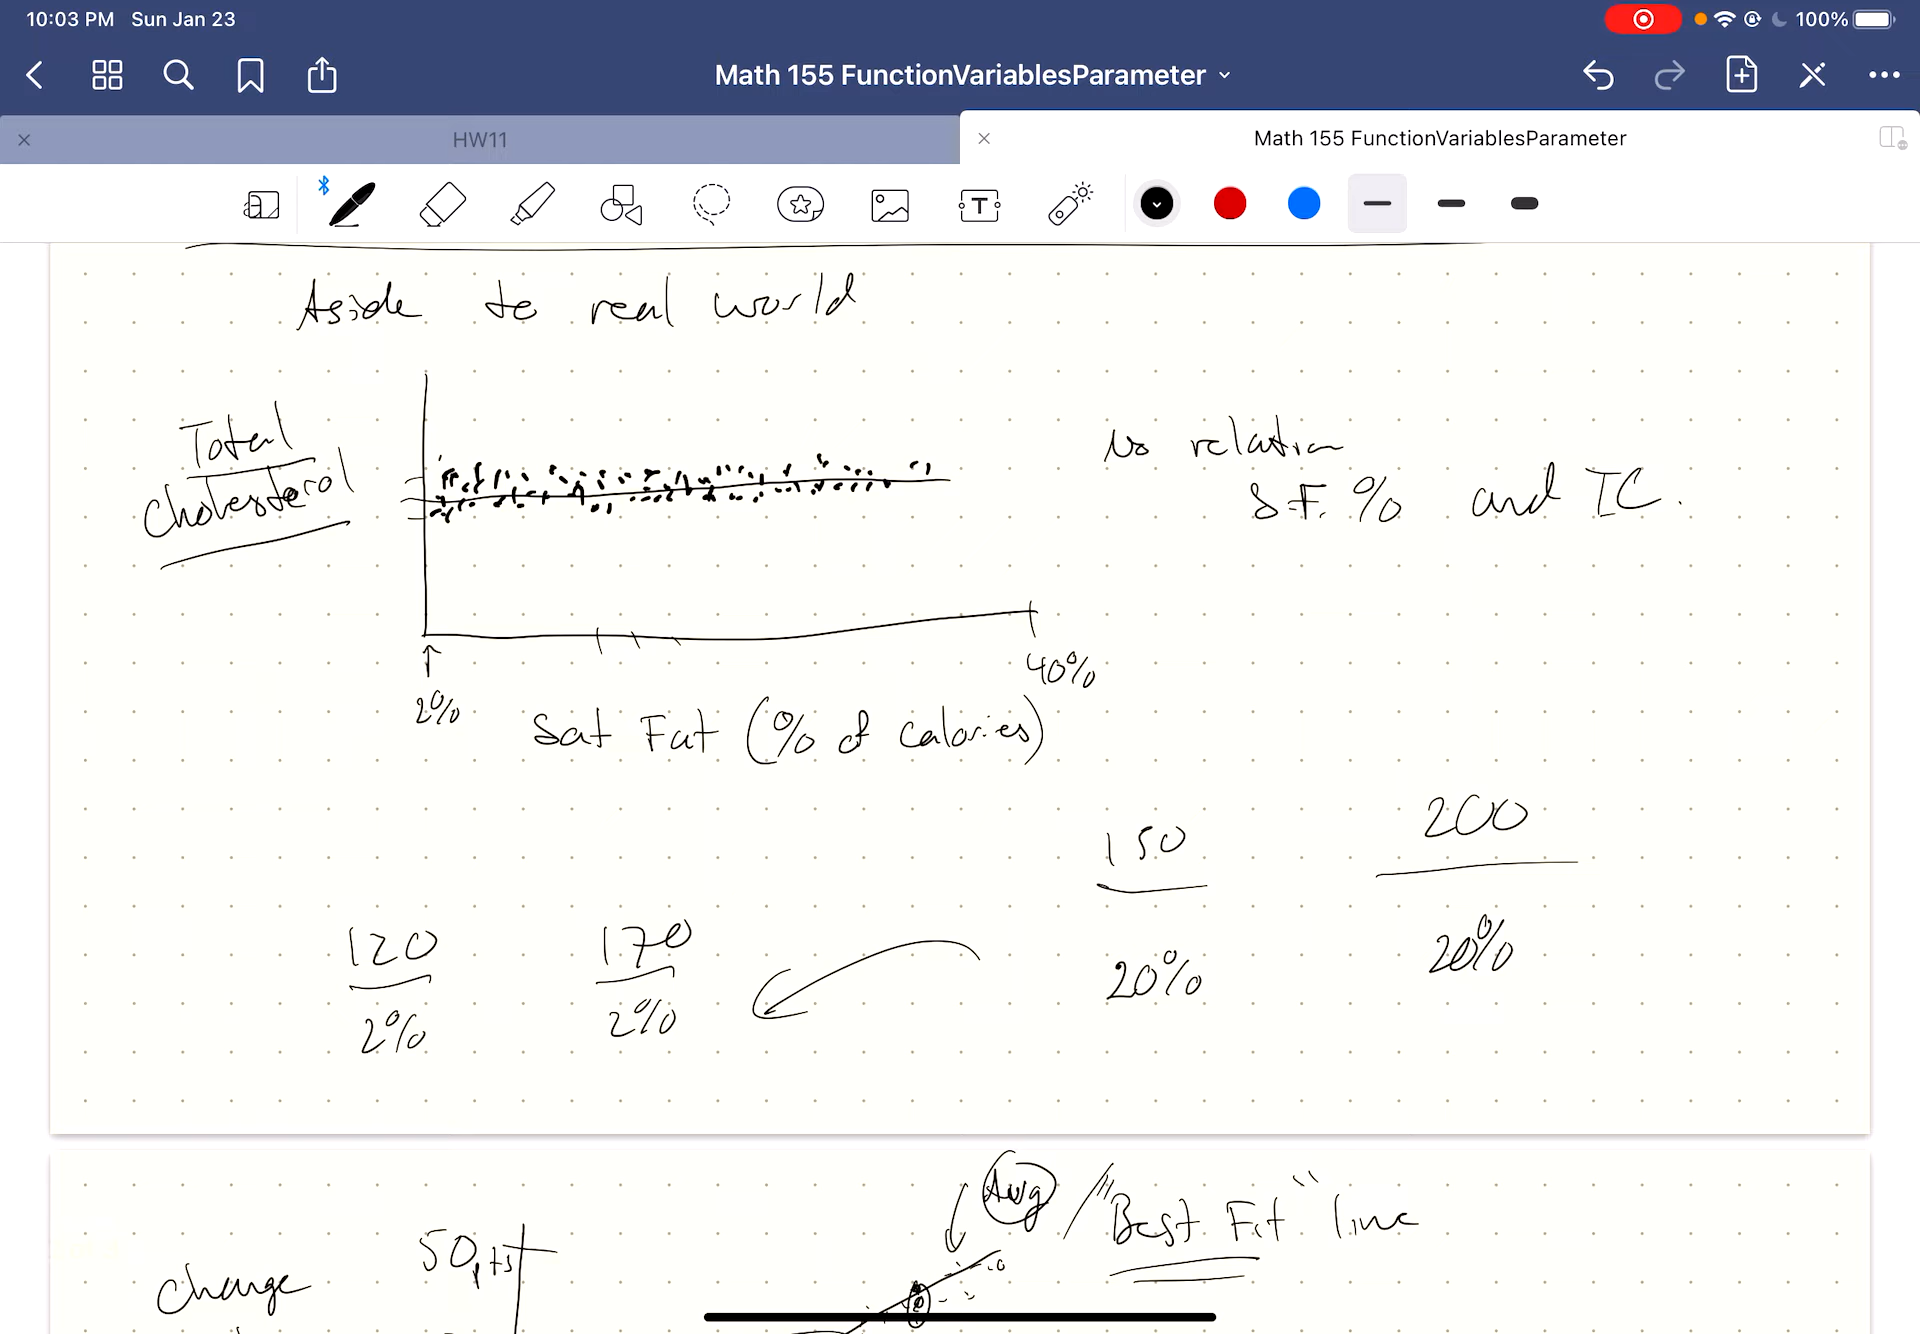 10:03 PM Sun Jan 23
100%
Math 155 FunctionVariablesParameter
HW11
Math 155 FunctionVariablesParameter
Aside to real world
Total
Cholesterol
No relation
S.F. % and TC.
40%
2%
Sat Fat (% of calories)
150
200
120
170
20%
20%
2%
2%
Avg / "Best Fit" line
50pts
change